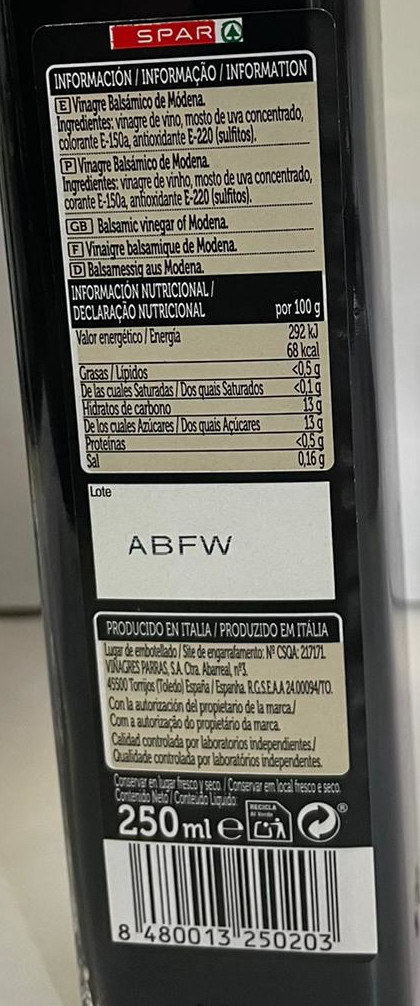 SPAR
INFORMACIÓN / INFORMAÇÃO / INFORMATION
E Vinagre Balsámico de Módena.
Ingredientes: vinagre de vino, mosto de uva concentrado,
colorante E-150a, antioxidante E-220 (sulfitos).
P Vinagre Balsámico de Modena.
Ingredientes: vinagre de vinho, mosto de uva concentrado,
corante E-150a, antioxidante E-220 (sulfitos).
GB Balsamic vinegar of Modena.
F Vinaigre balsamique de Modena.
D Balsamessig aus Modena.
INFORMACIÓN NUTRICIONAL /
DECLARAÇÃO NUTRICIONAL por 100 g
Valor energético / Energia 292 kJ
68 kcal
Grasas / Lípidos <0,5 g
De las cuales Saturadas / Dos quais Saturados <0,1 g
Hidratos de carbono 13 g
De los cuales Azúcares / Dos quais Açúcares 13 g
Proteínas <0,5 g
Sal 0,16 g
Lote
ABFW
PRODUCIDO EN ITALIA / PRODUZIDO EM ITÁLIA
Lugar de embotellado / Site de engarrafamento: Nº CSQA: 217171.
VINAGRES PARRAS, S.A. Ctra. Abarreal, nº3.
45500 Torrijos (Toledo) España / Espanha. R.G.S.E.A.A 24.00094/TO.
Con la autorización del propietario de la marca./
Com a autorização do propietário da marca.
Calidad controlada por laboratorios independientes./
Qualidade controlada por laboratórios independentes.
Conservar en lugar fresco y seco. / Conservar em local fresco e seco.
Contenido Neto / Conteúdo Líquido:
250 ml e RECICLA
Al Verde
®
8 480013 250203